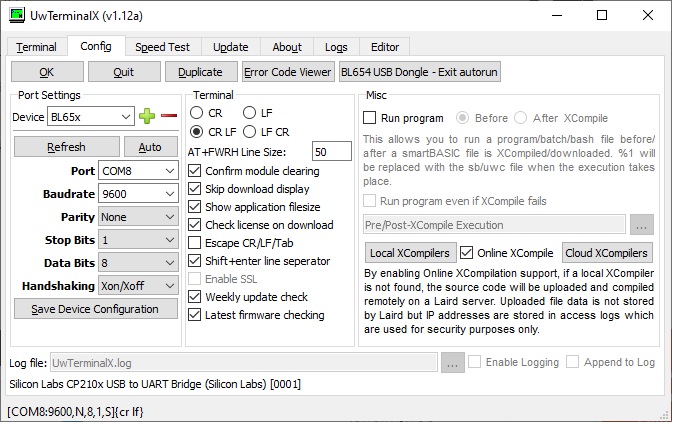 UwTerminalX (v1.12a)
Terminal Config Speed Test Update About Logs Editor
OK Quit Duplicate Error Code Viewer BL654 USB Dongle - Exit autorun
Port Settings
Device BL65x
Refresh Auto
Port COM8
Baudrate 9600
Parity None
Stop Bits 1
Data Bits 8
Handshaking Xon/Xoff
Save Device Configuration
Terminal
CR LF
CR LF LF CR
AT+FWRH Line Size: 50
Confirm module clearing
Skip download display
Show application filesize
Check license on download
Escape CR/LF/Tab
Shift+enter line seperator
Enable SSL
Weekly update check
Latest firmware checking
Misc
Run program Before After XCompile
This allows you to run a program/batch/bash file before/
after a smartBASIC file is XCompiled/downloaded. %1 will
be replaced with the sb/uwc file when the execution takes
place.
Run program even if XCompile fails
Pre/Post-XCompile Execution ...
Local XCompilers Online XCompile Cloud XCompilers
By enabling Online XCompilation support, if a local XCompiler
is not found, the source code will be uploaded and compiled
remotely on a Laird server. Uploaded file data is not stored
by Laird but IP addresses are stored in access logs which
are used for security purposes only.
Log file: UwTerminalX.log ... Enable Logging Append to Log
Silicon Labs CP210x USB to UART Bridge (Silicon Labs) [0001]
[COM8:9600,N,8,1,S]{cr lf}